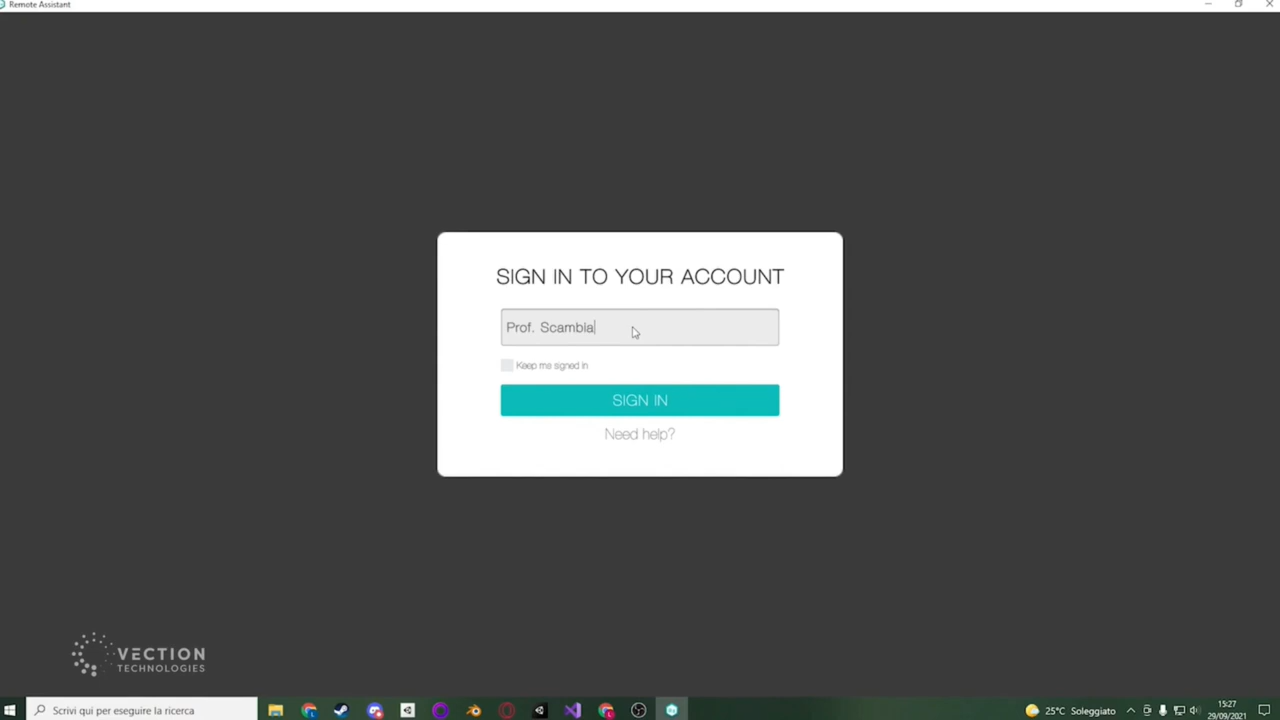 Remote Assistant
SIGN IN TO YOUR ACCOUNT
Prof. Scambia
Keep me signed in
SIGN IN
Need help?
VECTION
TECHNOLOGIES
Scrivi qui per eseguire la ricerca
25°C Soleggiato
15:27
29/09/2021